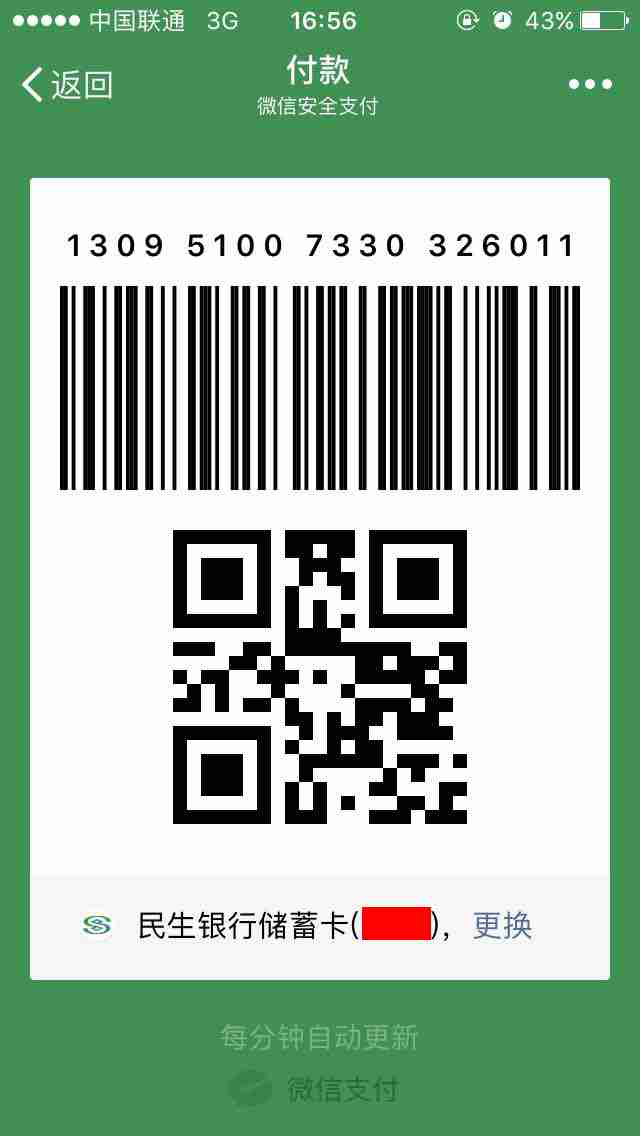 中国联通 3G 16:56 43%
返回
付款
微信安全支付
1309 5100 7330 326011
民生银行储蓄卡( ), 更换
每分钟自动更新
微信支付